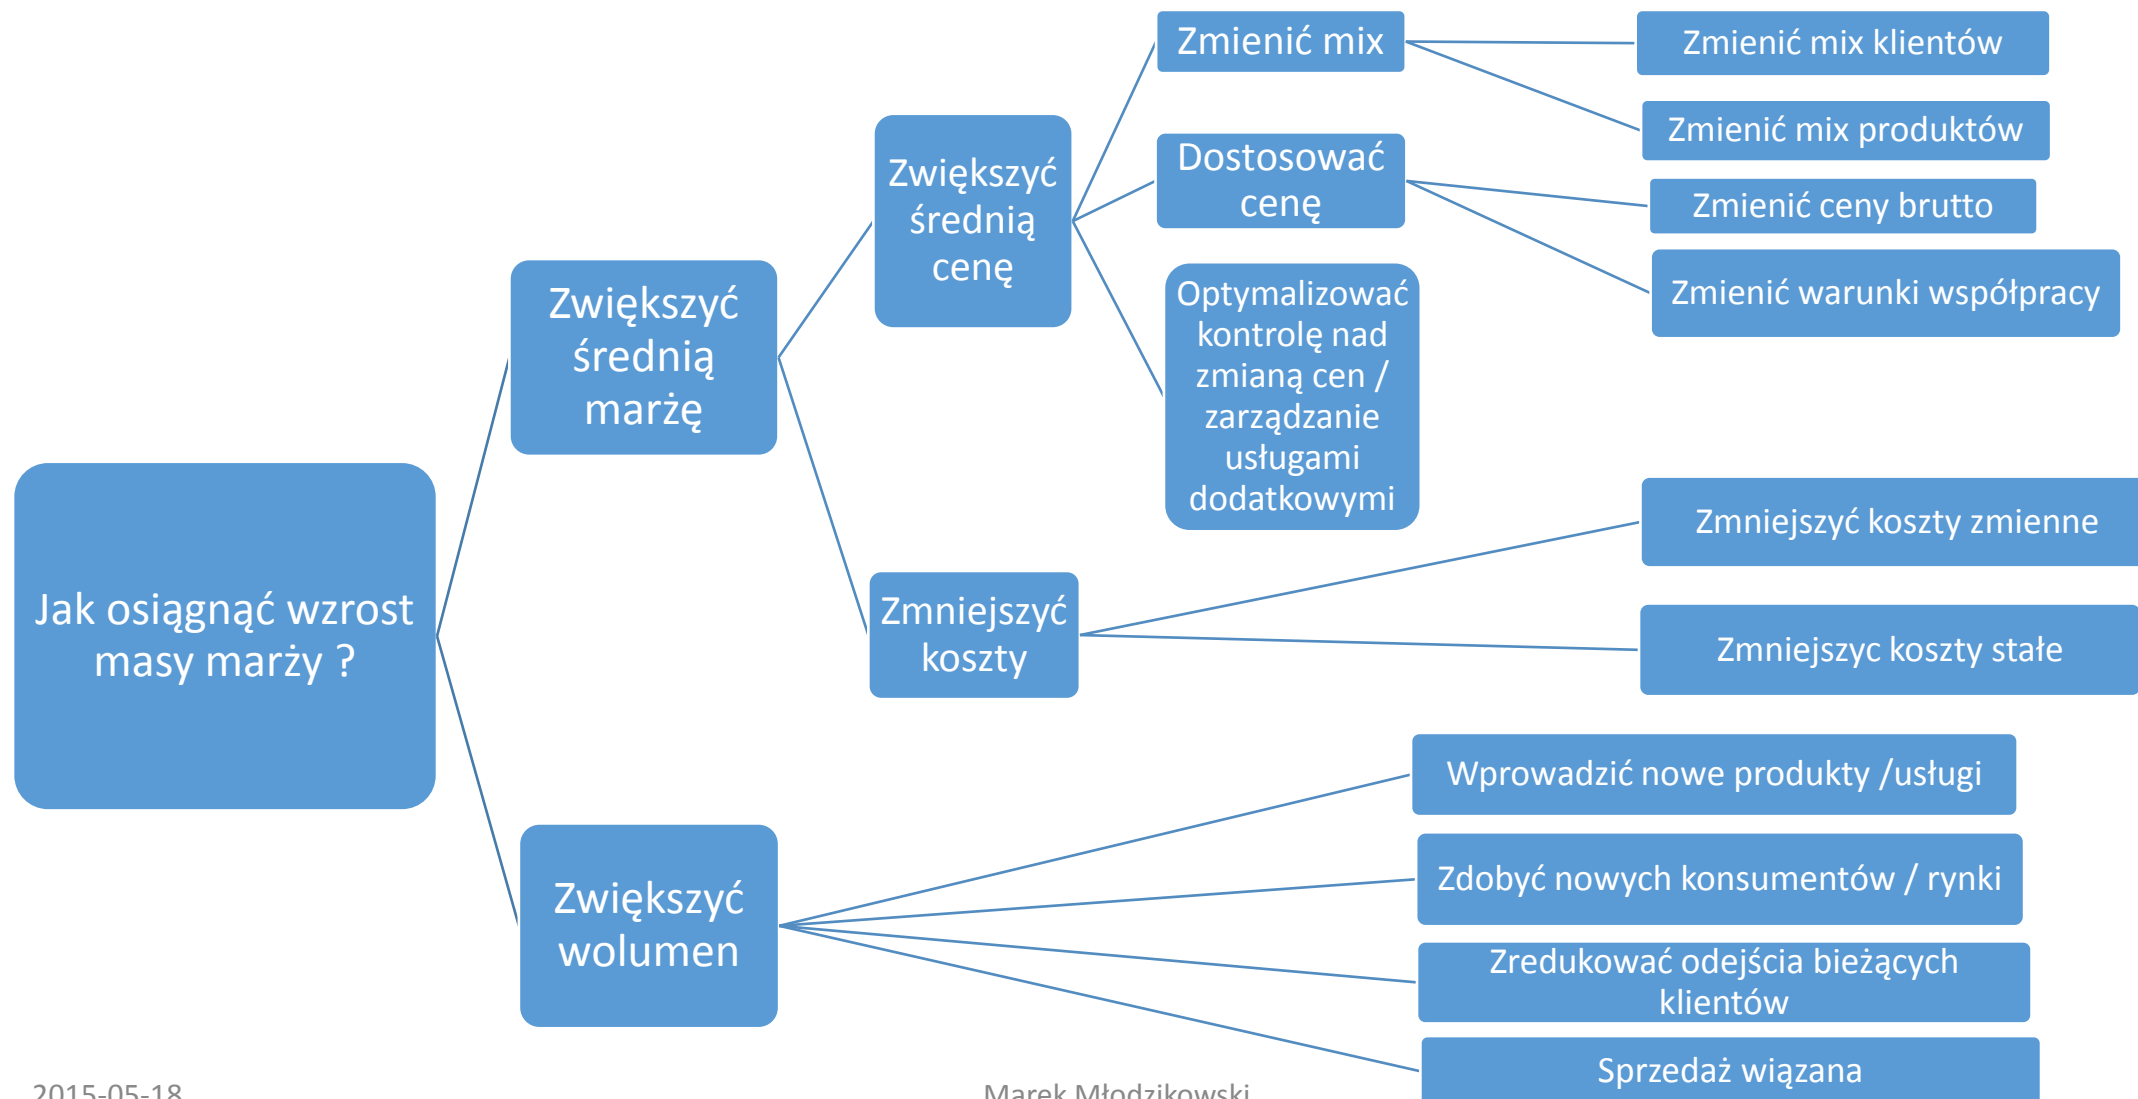 Jak osiągnąć wzrost
masy marży ?
Zwiększyć
średnią
marżę
Zwiększyć
średnią
cenę
Zmienić mix
Zmienić mix klientów
Zmienić mix produktów
Dostosować
cenę
Zmienić ceny brutto
Zmienić warunki współpracy
Optymalizować
kontrolę nad
zmianą cen /
zarządzanie
usługami
dodatkowymi
Zmniejszyć
koszty
Zmniejszyć koszty zmienne
Zmniejszyc koszty stałe
Zwiększyć
wolumen
Wprowadzić nowe produkty /usługi
Zdobyć nowych konsumentów / rynki
Zredukować odejścia bieżących
klientów
Sprzedaż wiązana
2015-05-18
Marek Młodzikowski